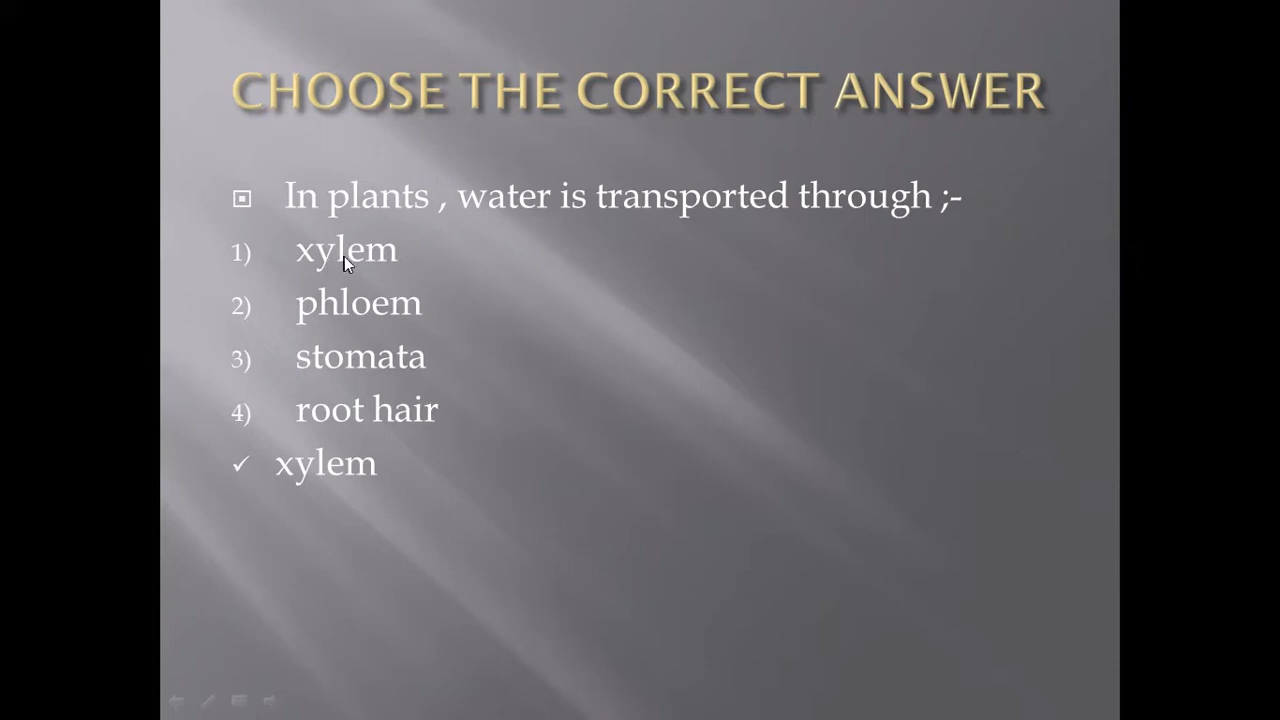 CHOOSE THE CORRECT ANSWER
In plants , water is transported through ;-
1) xylem
2) phloem
3) stomata
4) root hair
✓ xylem